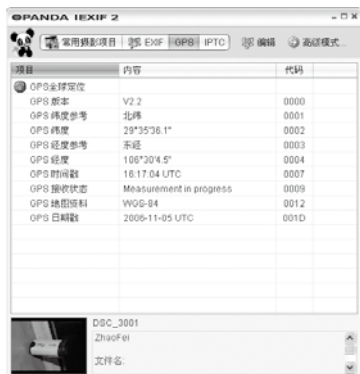 OPANDA IEXIF 2
常用摄影项目 EXIF GPS IPTC 编辑 高级模式...
项目 内容 代码
GPS全球定位
GPS 版本 V2.2 0000
GPS 纬度参考 北纬 0001
GPS 纬度 29°35'36.1" 0002
GPS 经度参考 东经 0003
GPS 经度 106°30'4.5" 0004
GPS 时间戳 16:17:04 UTC 0007
GPS 接收状态 Measurement in progress 0009
GPS 地图资料 WGS-84 0012
GPS 日期戳 2006-11-05 UTC 001D
DSC_3001
ZhaoFei
文件名: